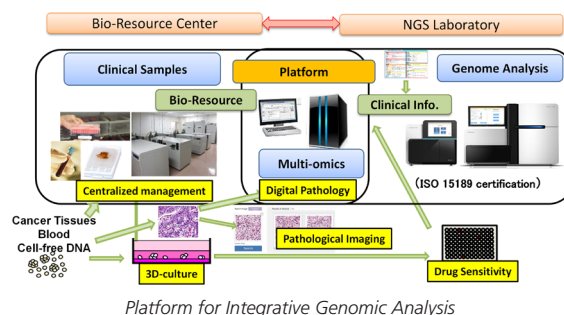 Bio-Resource Center
NGS Laboratory
Clinical Samples
Platform
Genome Analysis
Bio-Resource
Clinical Info.
Multi-omics
(ISO 15189 certification)
Centralized management
Digital Pathology
Cancer Tissues
Blood
Cell-free DNA
Pathological Imaging
3D-culture
Drug Sensitivity
Platform for Integrative Genomic Analysis